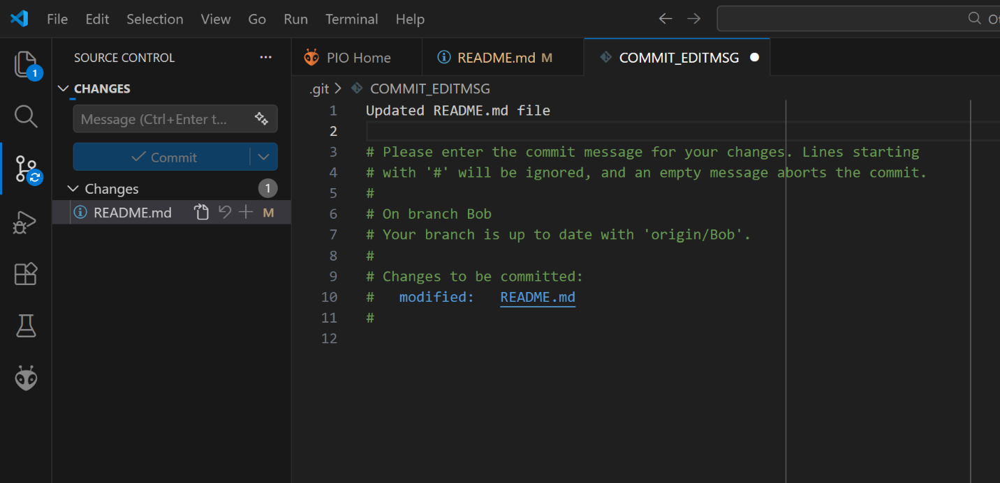 File Edit Selection View Go Run Terminal Help
SOURCE CONTROL
PIO Home
README.md M
COMMIT_EDITMSG
1
CHANGES
.git > COMMIT_EDITMSG
Message (Ctrl+Enter t...
Commit
Changes 1
README.md M
1 Updated README.md file
2
3 # Please enter the commit message for your changes. Lines starting
4 # with '#' will be ignored, and an empty message aborts the commit.
5 #
6 # On branch Bob
7 # Your branch is up to date with 'origin/Bob'.
8 #
9 # Changes to be committed:
10 # modified: README.md
11 #
12